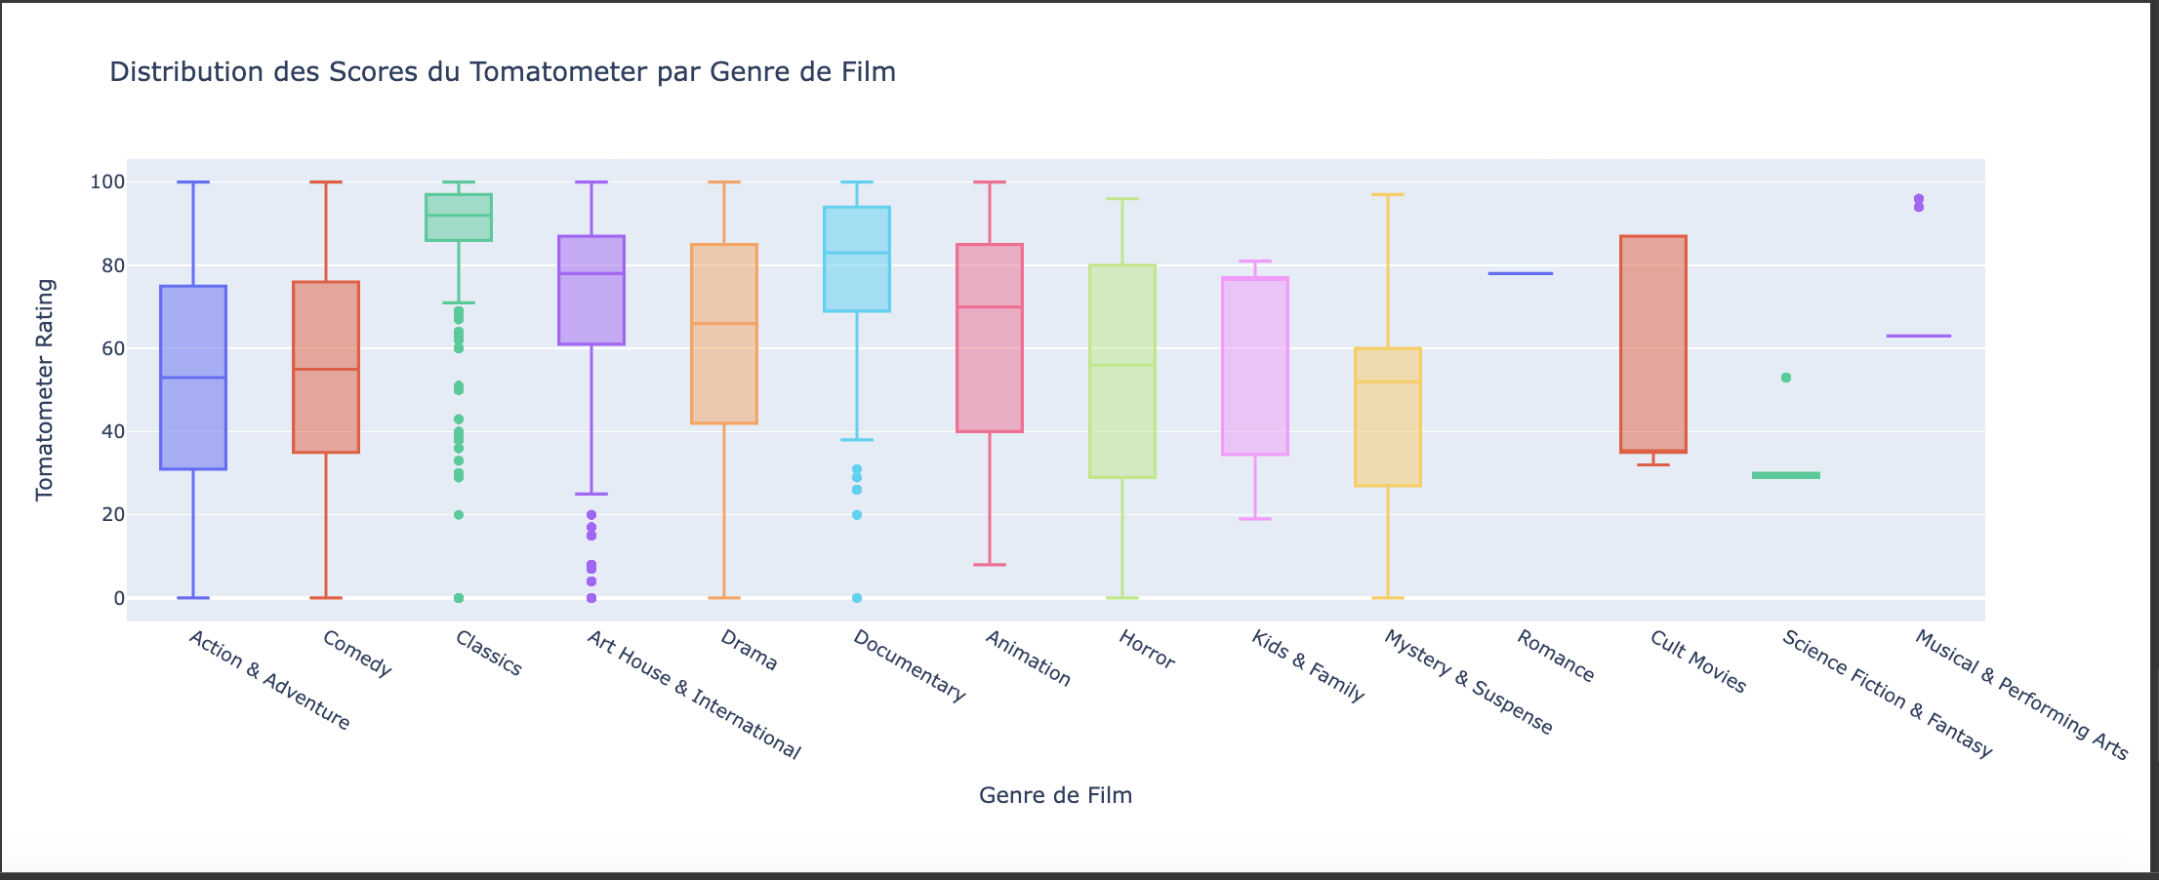 Distribution des Scores du Tomatometer par Genre de Film
Tomatometer Rating
100
80
60
40
20
0
Action & Adventure
Comedy
Classics
Art House & International
Drama
Documentary
Animation
Horror
Kids & Family
Mystery & Suspense
Romance
Cult Movies
Science Fiction & Fantasy
Musical & Performing Arts
Genre de Film